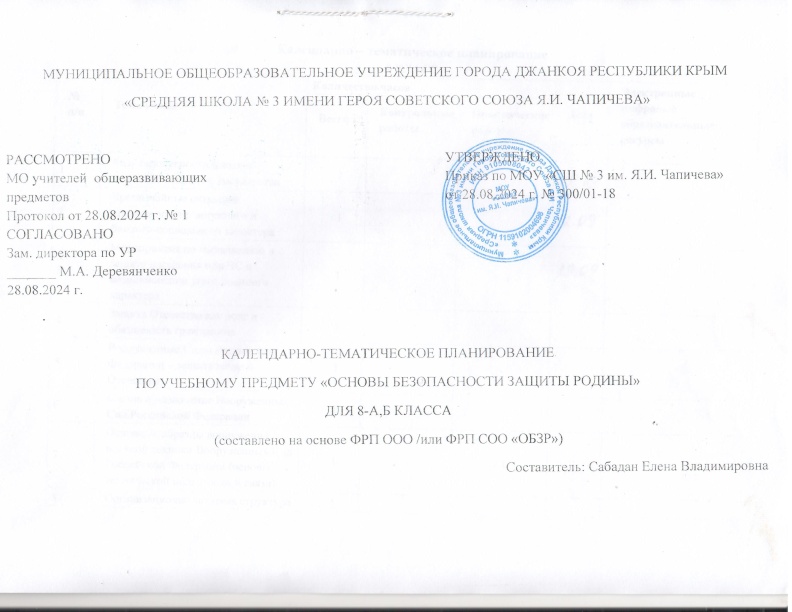 МУНИЦИПАЛЬНОЕ ОБЩЕОБРАЗОВАТЕЛЬНОЕ УЧРЕЖДЕНИЕ ГОРОДА ДЖАНКОЯ РЕСПУБЛИКИ КРЫМ
«СРЕДНЯЯ ШКОЛА № 3 ИМЕНИ ГЕРОЯ СОВЕТСКОГО СОЮЗА Я.И. ЧАПИЧЕВА»
РАССМОТРЕНО
МО учителей общеразвивающих
предметов
Протокол от 28.08.2024 г. № 1
СОГЛАСОВАНО
Зам. директора по УР
_______ М.А. Деревянченко
28.08.2024 г.
УТВЕРЖДЕНО
Приказ по МОУ «СШ № 3 им. Я.И. Чапичева»
от 28.08.2024 г. № 300/01-18
МОУ
им. Я.И. Чапичева»
КАЛЕНДАРНО-ТЕМАТИЧЕСКОЕ ПЛАНИРОВАНИЕ
ПО УЧЕБНОМУ ПРЕДМЕТУ «ОСНОВЫ БЕЗОПАСНОСТИ ЗАЩИТЫ РОДИНЫ»
ДЛЯ 8-А,Б КЛАССА
(составлено на основе ФРП ООО /или ФРП СОО «ОБЗР»)
Составитель: Сабадан Елена Владимировна